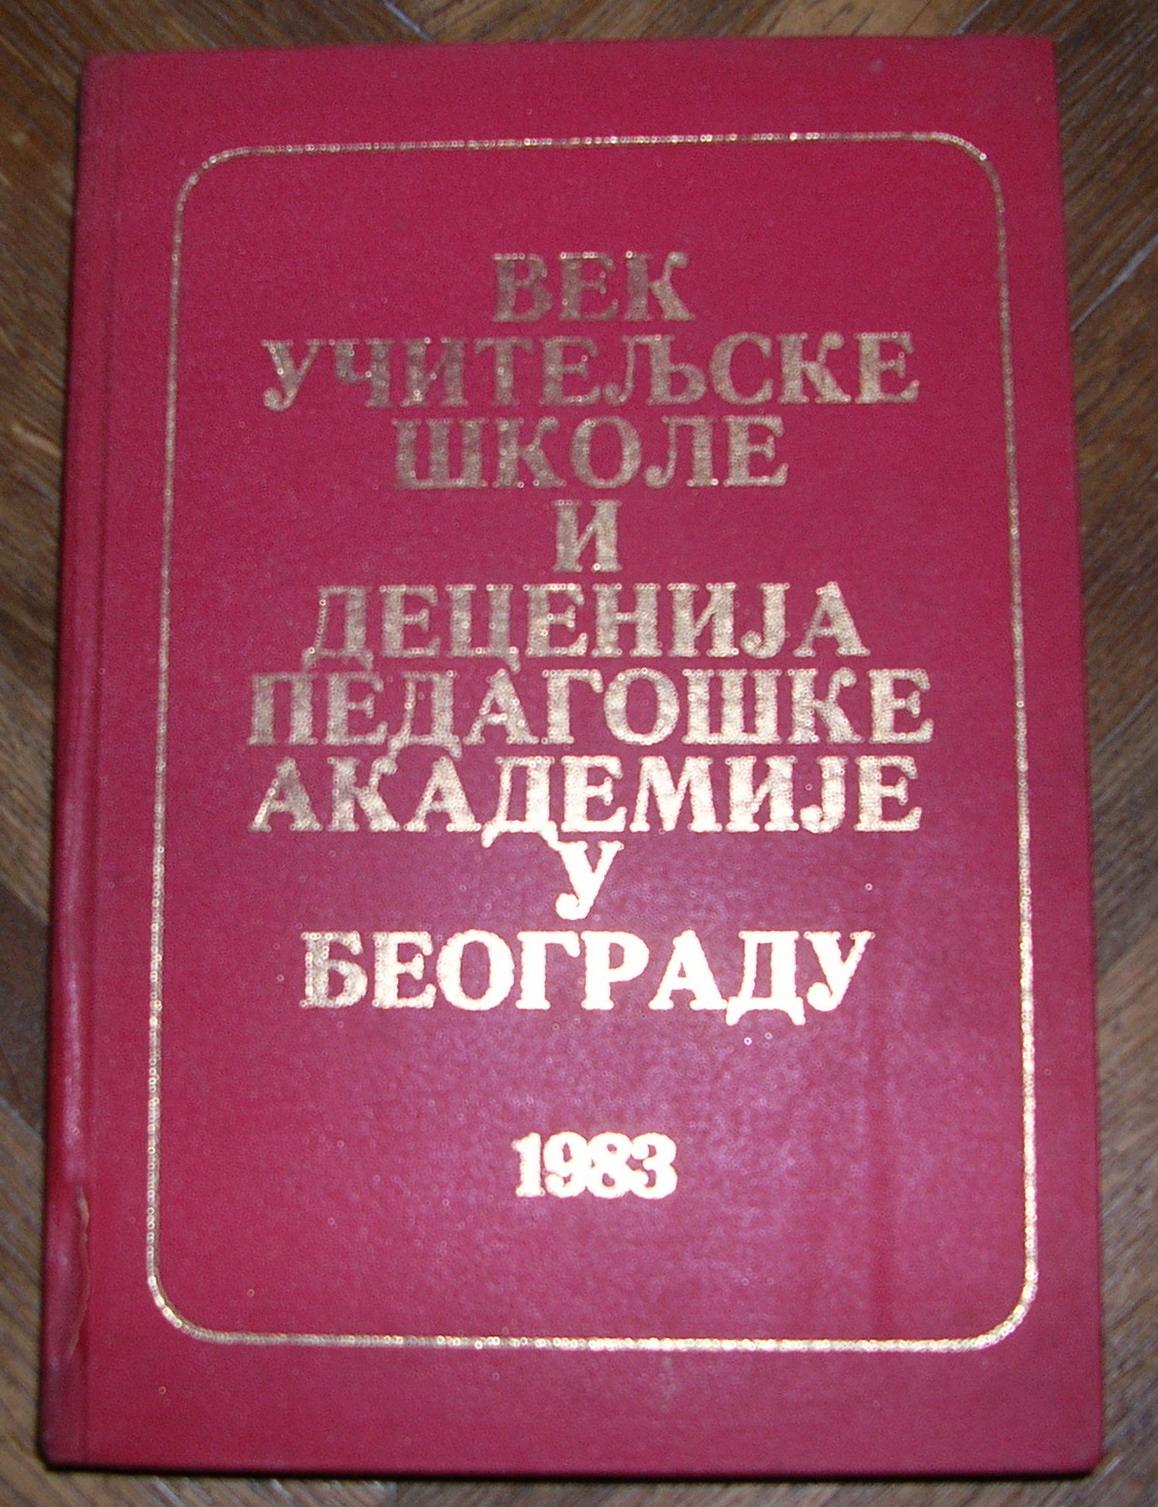 ВЕК
УЧИТЕЉСКЕ
ШКОЛЕ
И
ДЕЦЕНИЈА
ПЕДАГОШКЕ
АКАДЕМИЈЕ
У
БЕОГРАДУ
1983